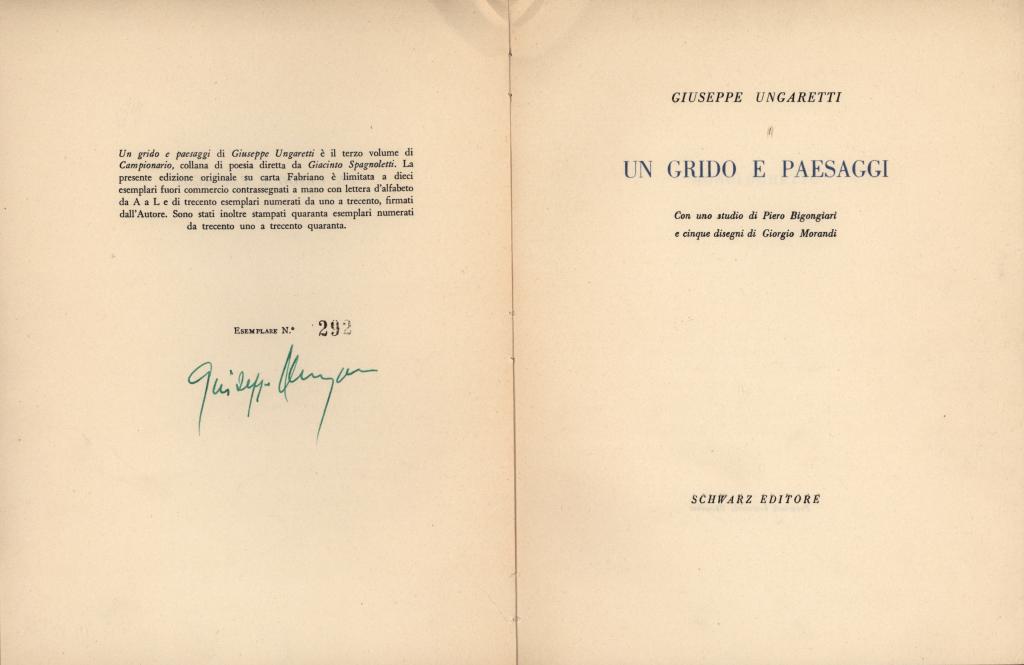 Un grido e paesaggi di Giuseppe Ungaretti è il terzo volume di
Campionario, collana di poesia diretta da Giacinto Spagnoletti. La
presente edizione originale su carta Fabriano è limitata a dieci
esemplari fuori commercio contrassegnati a mano con lettera d'alfabeto
da A a L e di trecento esemplari numerati da uno a trecento, firmati
dall'Autore. Sono stati inoltre stampati quaranta esemplari numerati
da trecento uno a trecento quaranta.
Esemplare N.° 292
Giuseppe Ungaretti
GIUSEPPE UNGARETTI
UN GRIDO E PAESAGGI
Con uno studio di Piero Bigongiari
e cinque disegni di Giorgio Morandi
SCHWARZ EDITORE